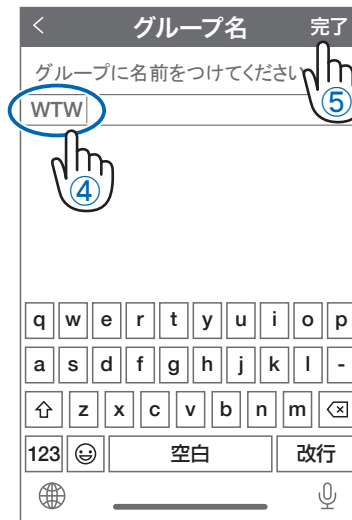 < グループ名 完了
グループに名前をつけてください
WTW
④ ⑤
q w e r t y u i o p
a s d f g h j k l -
z x c v b n m
123 空白 改行